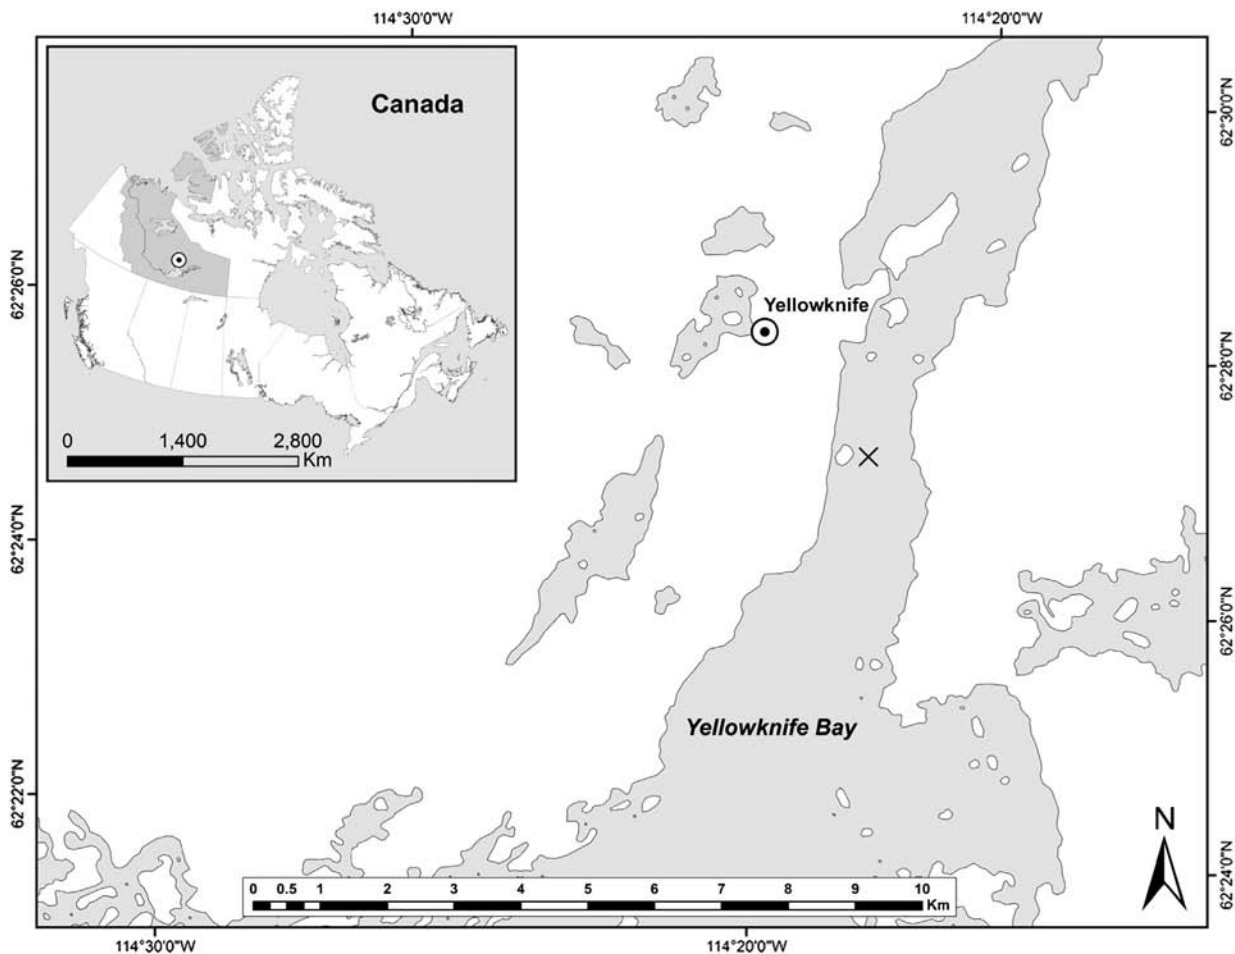 114°30'0"W
114°20'0"W
Canada
0
1,400
2,800
Km
62°26'0"N
62°24'0"N
62°22'0"N
62°30'0"N
62°28'0"N
62°26'0"N
62°24'0"N
Yellowknife
Yellowknife Bay
N
0 0.5 1 2 3 4 5 6 7 8 9 10
Km
114°30'0"W
114°20'0"W